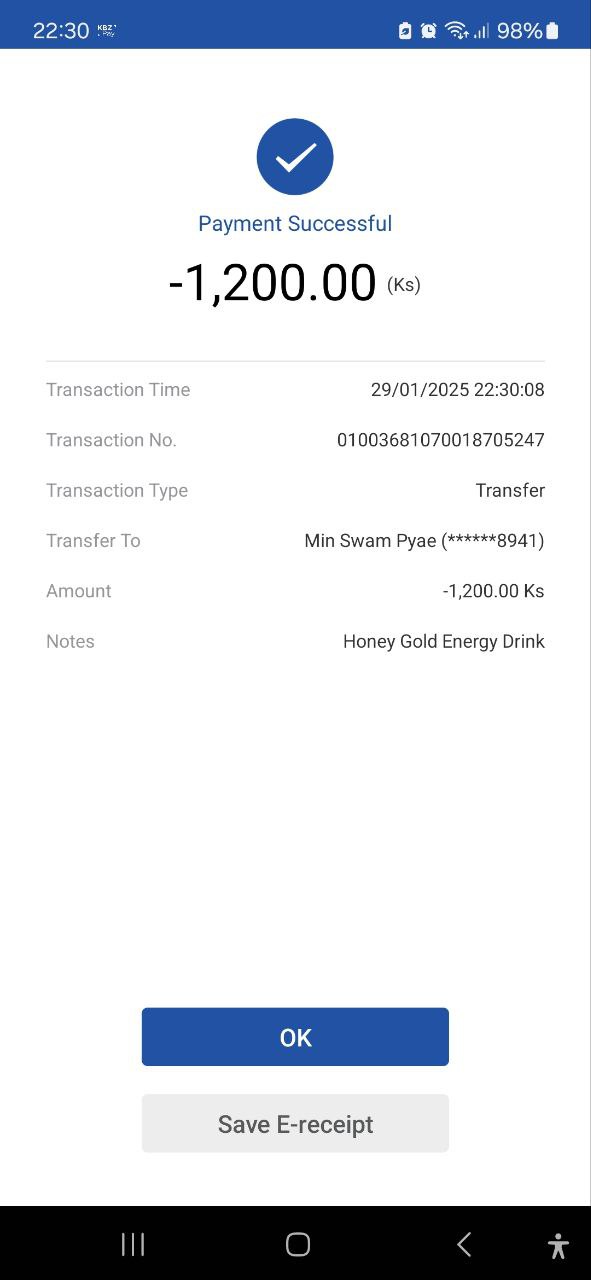 22:30 KBZ Pay 98%
Payment Successful
-1,200.00 (Ks)
Transaction Time 29/01/2025 22:30:08
Transaction No. 01003681070018705247
Transaction Type Transfer
Transfer To Min Swam Pyae (******8941)
Amount -1,200.00 Ks
Notes Honey Gold Energy Drink
OK
Save E-receipt